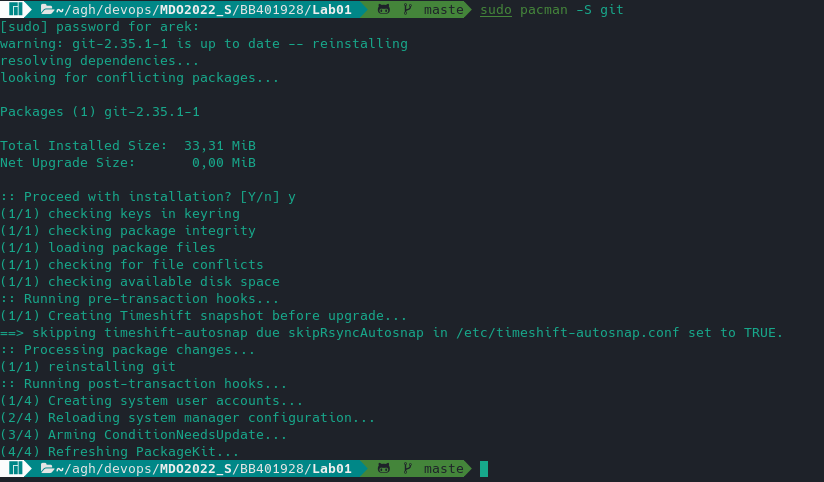 ~/agh/devops/MDO2022_S/BB401928/Lab01 maste sudo pacman -S git
[sudo] password for arek:
warning: git-2.35.1-1 is up to date -- reinstalling
resolving dependencies...
looking for conflicting packages...
Packages (1) git-2.35.1-1
Total Installed Size:  33,31 MiB
Net Upgrade Size:       0,00 MiB
:: Proceed with installation? [Y/n] y
(1/1) checking keys in keyring
(1/1) checking package integrity
(1/1) loading package files
(1/1) checking for file conflicts
(1/1) checking available disk space
:: Running pre-transaction hooks...
(1/1) Creating Timeshift snapshot before upgrade...
==> skipping timeshift-autosnap due skipRsyncAutosnap in /etc/timeshift-autosnap.conf set to TRUE.
:: Processing package changes...
(1/1) reinstalling git
:: Running post-transaction hooks...
(1/4) Creating system user accounts...
(2/4) Reloading system manager configuration...
(3/4) Arming ConditionNeedsUpdate...
(4/4) Refreshing PackageKit...
~/agh/devops/MDO2022_S/BB401928/Lab01 maste